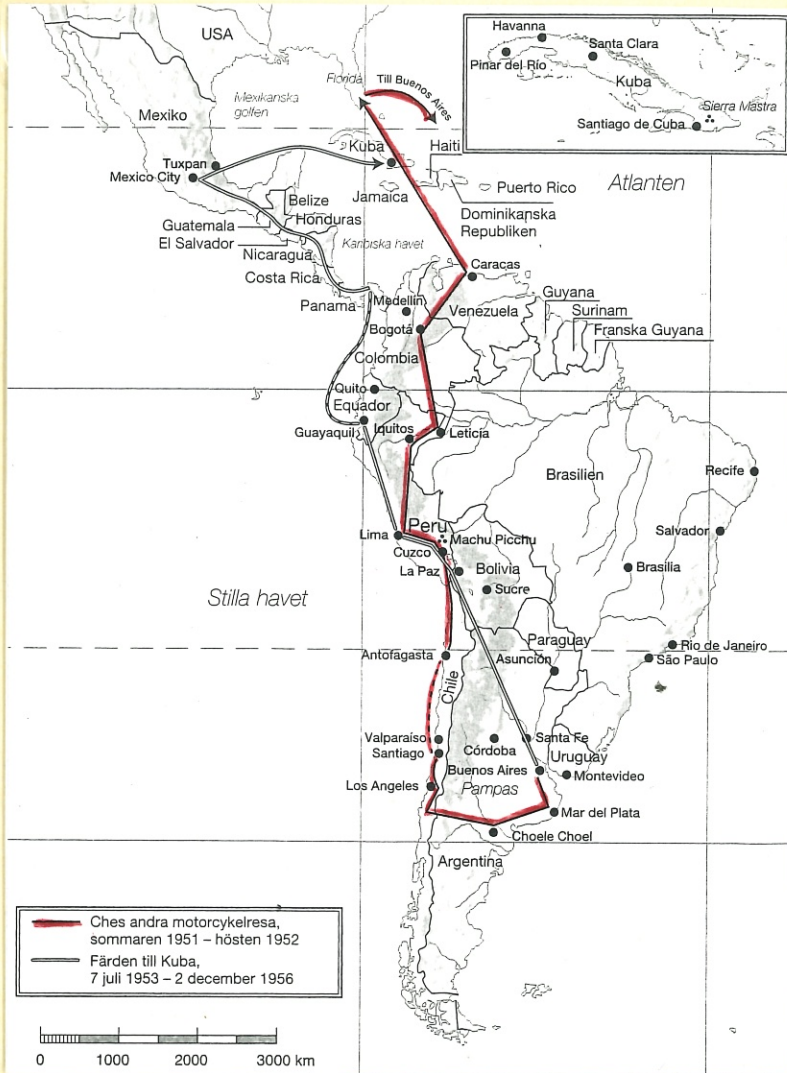 USA
Florida
Till Buenos Aires
Havanna
Santa Clara
Pinar del Río
Kuba
Sierra Mastra
Santiago de Cuba
Mexikanska
golfen
Mexiko
Kuba
Haiti
Tuxpan
Mexico City
Jamaica
Puerto Rico
Atlanten
Belize
Dominikanska
Republiken
Guatemala
Honduras
El Salvador
Karibiska havet
Nicaragua
Caracas
Costa Rica
Guyana
Panama
Medellín
Venezuela
Surinam
Bogotá
Franska Guyana
Colombia
Quito
Equador
Guayaquil
Iquitos
Leticia
Brasilien
Recife
Peru
Lima
Machu Picchu
Salvador
Cuzco
La Paz
Bolivia
Brasilia
Sucre
Stilla havet
Paraguay
Rio de Janeiro
Antofagasta
Asunción
São Paulo
Chile
Valparaíso
Córdoba
Santa Fe
Santiago
Uruguay
Buenos Aires
Montevideo
Los Angeles
Pampas
Mar del Plata
Choele Choel
Argentina
Ches andra motorcykelresa,
sommaren 1951 – hösten 1952
Färden till Kuba,
7 juli 1953 – 2 december 1956
0 1000 2000 3000 km